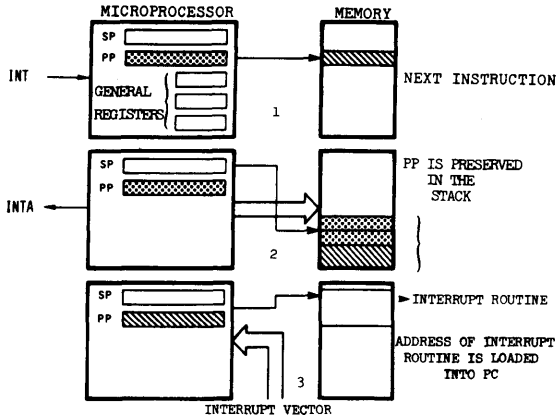 MICROPROCESSOR
MEMORY
SP
PP
INT
GENERAL
REGISTERS
1
NEXT INSTRUCTION
SP
PP
INTA
2
PP IS PRESERVED
IN THE
STACK
SP
PP
3
INTERRUPT ROUTINE
ADDRESS OF INTERRUPT
ROUTINE IS LOADED
INTO PC
INTERRUPT VECTOR